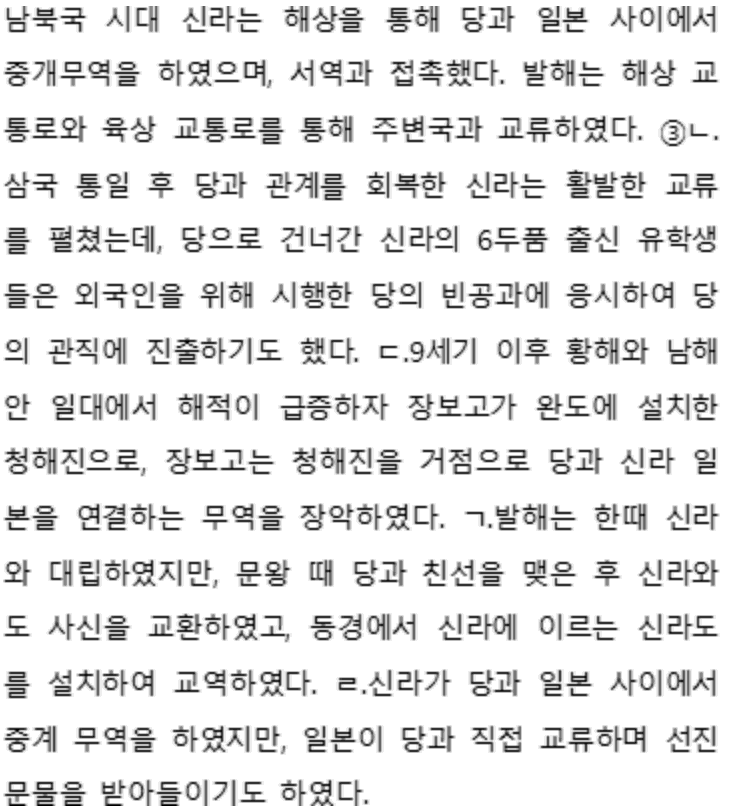 남북국 시대 신라는 해상을 통해 당과 일본 사이에서
중개무역을 하였으며, 서역과 접촉했다. 발해는 해상 교
통로와 육상 교통로를 통해 주변국과 교류하였다. ③ㄴ.
삼국 통일 후 당과 관계를 회복한 신라는 활발한 교류
를 펼쳤는데, 당으로 건너간 신라의 6두품 출신 유학생
들은 외국인을 위해 시행한 당의 빈공과에 응시하여 당
의 관직에 진출하기도 했다. ㄷ.9세기 이후 황해와 남해
안 일대에서 해적이 급증하자 장보고가 완도에 설치한
청해진으로, 장보고는 청해진을 거점으로 당과 신라 일
본을 연결하는 무역을 장악하였다. ㄱ.발해는 한때 신라
와 대립하였지만, 문왕 때 당과 친선을 맺은 후 신라와
도 사신을 교환하였고, 동경에서 신라에 이르는 신라도
를 설치하여 교역하였다. ㄹ.신라가 당과 일본 사이에서
중계 무역을 하였지만, 일본이 당과 직접 교류하며 선진
문물을 받아들이기도 하였다.